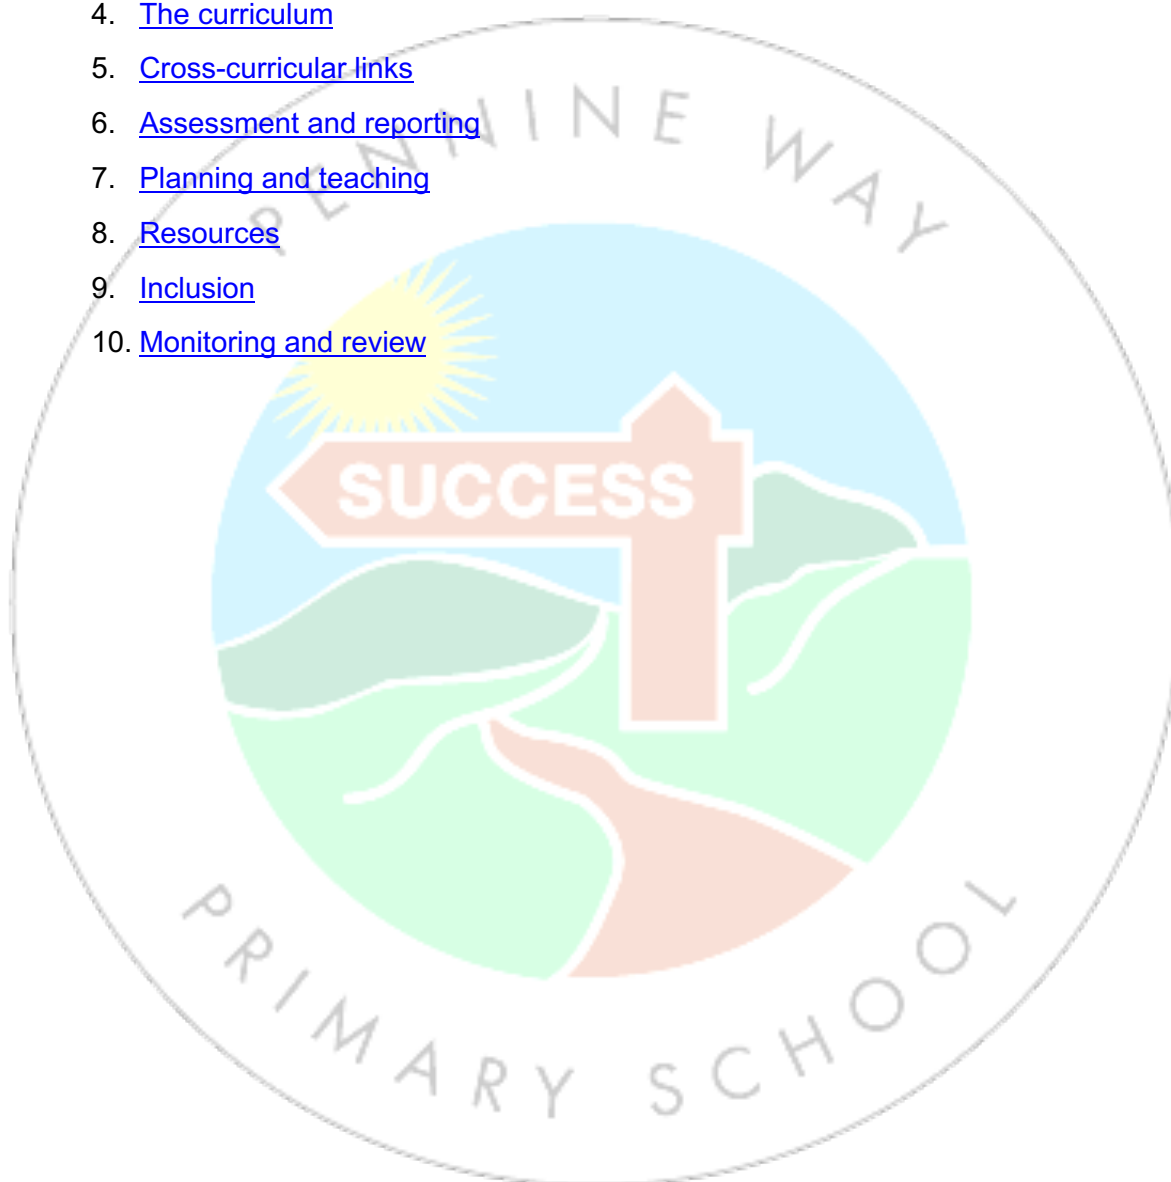 4. The curriculum
5. Cross-curricular links
6. Assessment and reporting
7. Planning and teaching
8. Resources
9. Inclusion
10. Monitoring and review
PENNINE WAY
SUCCESS
PRIMARY SCHOOL